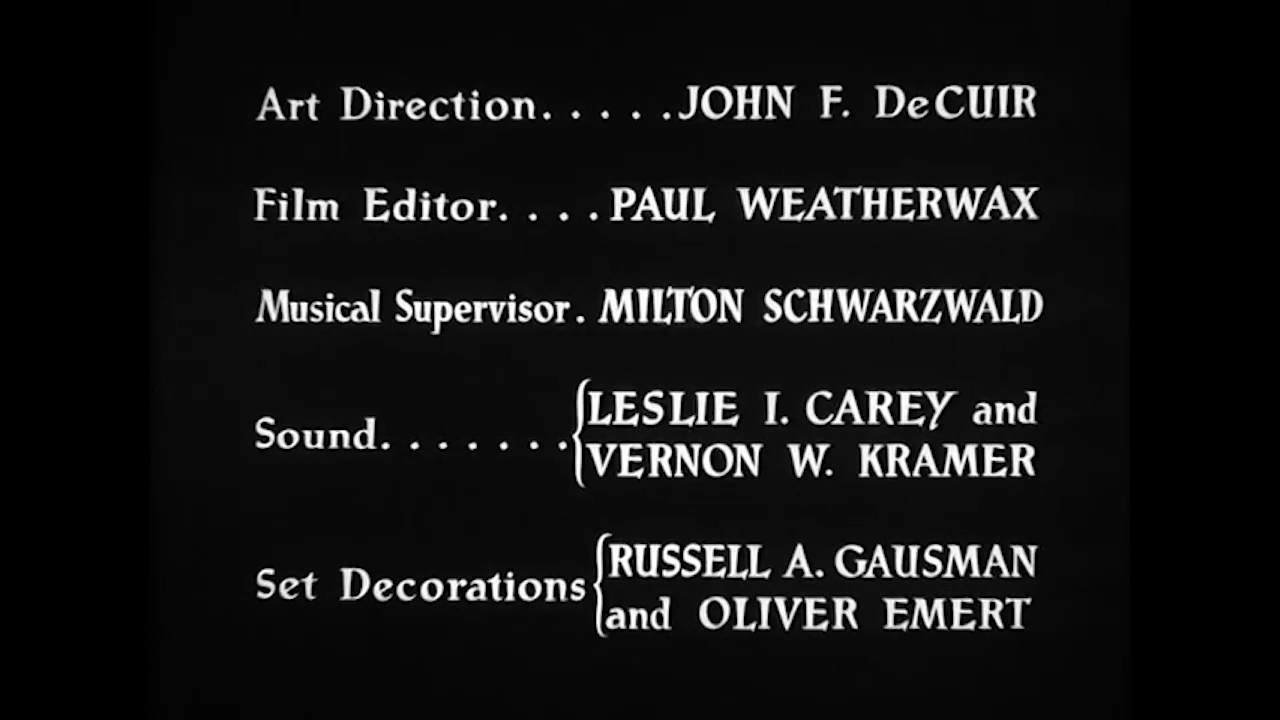 Art Direction.....JOHN F. DeCUIR
Film Editor....PAUL WEATHERWAX
Musical Supervisor. MILTON SCHWARZWALD
Sound.......{LESLIE I. CAREY and
VERNON W. KRAMER
Set Decorations{RUSSELL A. GAUSMAN
and OLIVER EMERT